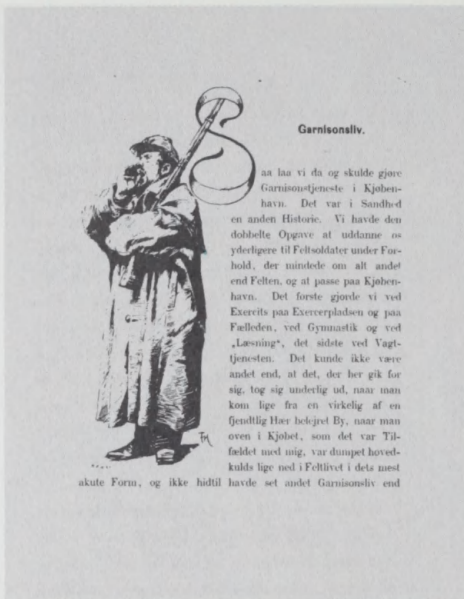 Garnisonsliv.
Saa laa vi da og skulde gjøre
Garnisonstjeneste i Kjøben-
havn. Det var i Sandhed
en anden Historie. Vi havde den
dobbelte Opgave at uddanne os
yderligere til Feltsoldater under For-
hold, der mindede om alt andet
end Felten, og at passe paa Kjøben-
havn. Det første gjorde vi ved
Exercits paa Exercerpladsen og paa
Fælleden, ved Gymnastik og ved
„Læsning“, det sidste ved Vagt-
tjenesten. Det kunde ikke være
andet end, at det, der her gik for
sig, tog sig underlig ud, naar man
kom lige fra en virkelig af en
fjendtlig Hær belejret By, naar man
oven i Kjøbet, som det var Til-
fældet med mig, var dumpet hoved-
kulds lige ned i Feltlivet i dets mest
akute Form, og ikke hidtil havde set andet Garnisonsliv end